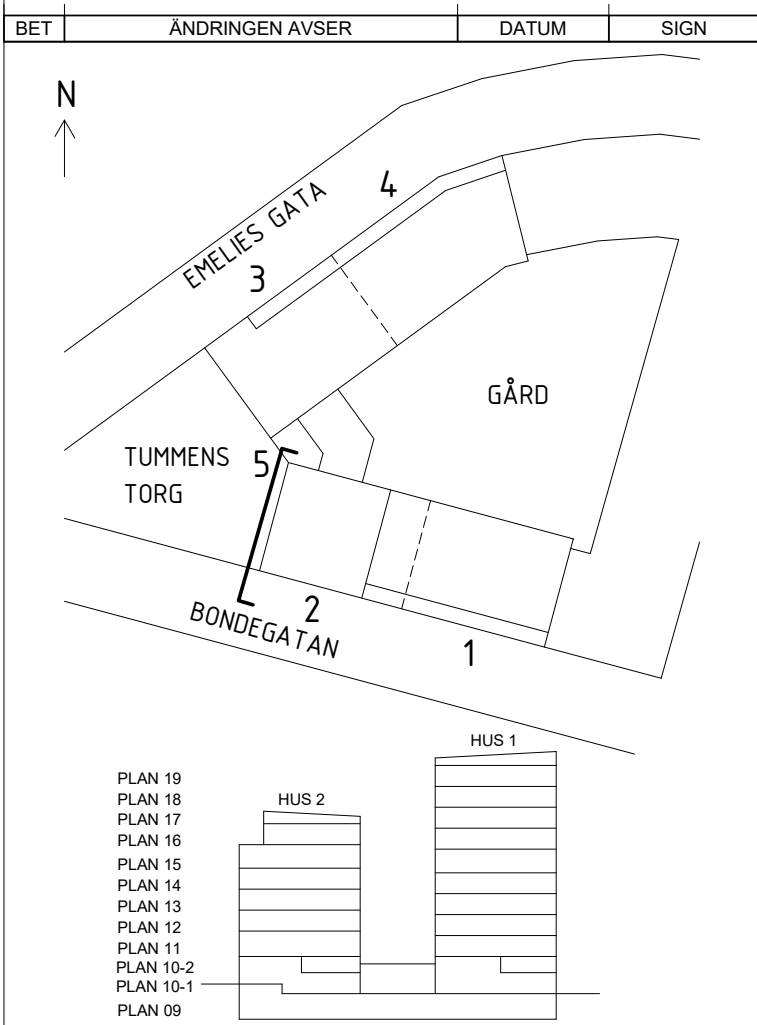 BET ÄNDRINGEN AVSER DATUM SIGN
N
4
EMELIES GATA
3
GÅRD
TUMMENS
TORG
5
2
BONDEGATAN
1
HUS 1
PLAN 19
PLAN 18
HUS 2
PLAN 17
PLAN 16
PLAN 15
PLAN 14
PLAN 13
PLAN 12
PLAN 11
PLAN 10-2
PLAN 10-1
PLAN 09